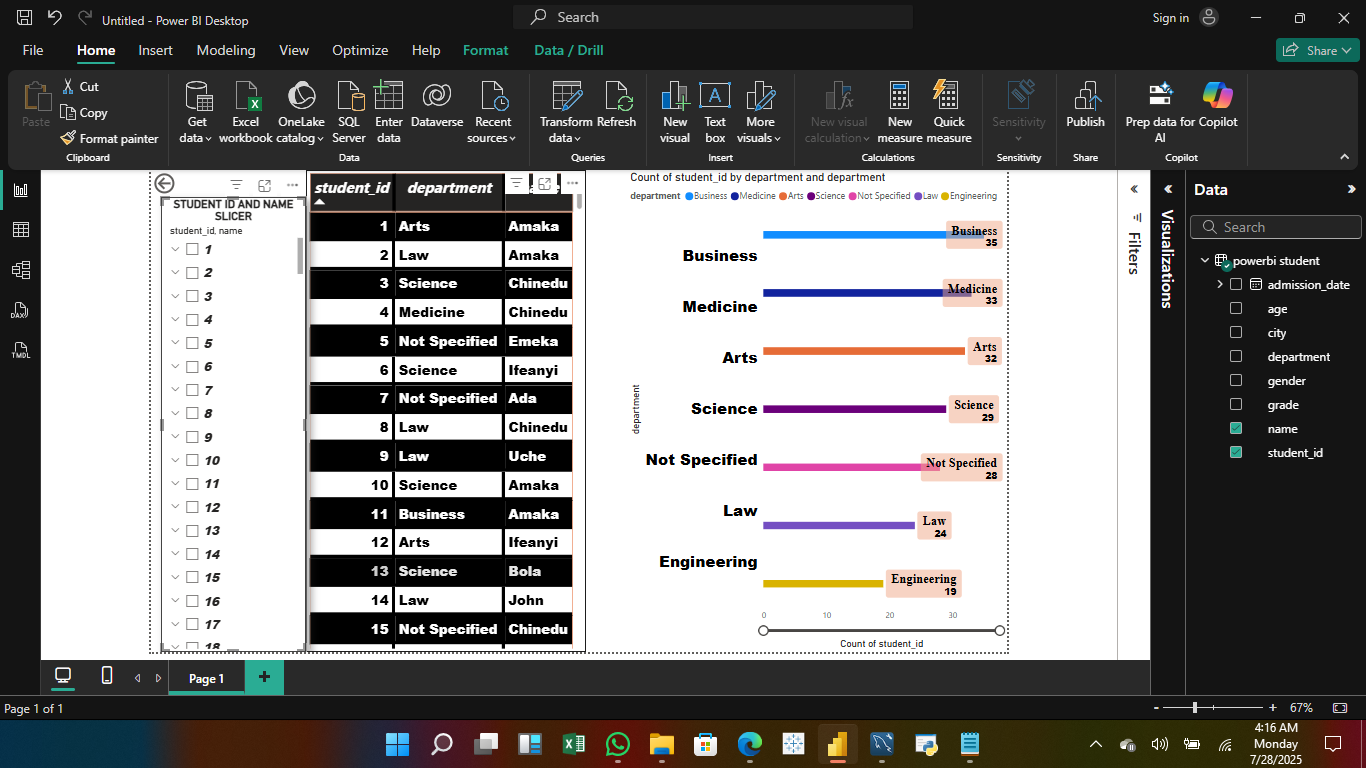 Untitled - Power BI Desktop
Search
Sign in
File Home Insert Modeling View Optimize Help Format Data / Drill
Share
Paste
Cut
Copy
Format painter
Clipboard
Get data
Excel workbook
OneLake catalog
SQL Server
Enter data
Dataverse
Recent sources
Data
Transform data
Refresh
Queries
New visual
Text box
More visuals
Insert
New visual calculation
New measure
Quick measure
Calculations
Sensitivity
Sensitivity
Publish
Share
Prep data for AI
Copilot
Copilot
STUDENT ID AND NAME
SLICER
student_id, name
1
2
3
4
5
6
7
8
9
10
11
12
13
14
15
16
17
18
student_id department
1 Arts Amaka
2 Law Amaka
3 Science Chinedu
4 Medicine Chinedu
5 Not Specified Emeka
6 Science Ifeanyi
7 Not Specified Ada
8 Law Chinedu
9 Law Uche
10 Science Amaka
11 Business Amaka
12 Arts Ifeanyi
13 Science Bola
14 Law John
15 Not Specified Chinedu
Count of student_id by department and department
department Business Medicine Arts Science Not Specified Law Engineering
department
Business
Business
35
Medicine
Medicine
33
Arts
Arts
32
Science
Science
29
Not Specified
Not Specified
28
Law
Law
24
Engineering
Engineering
19
0 10 20 30
Count of student_id
Filters
Visualizations
Data
Search
powerbi student
admission_date
age
city
department
gender
grade
name
student_id
Page 1
Page 1 of 1
67%
4:16 AM
Monday
7/28/2025